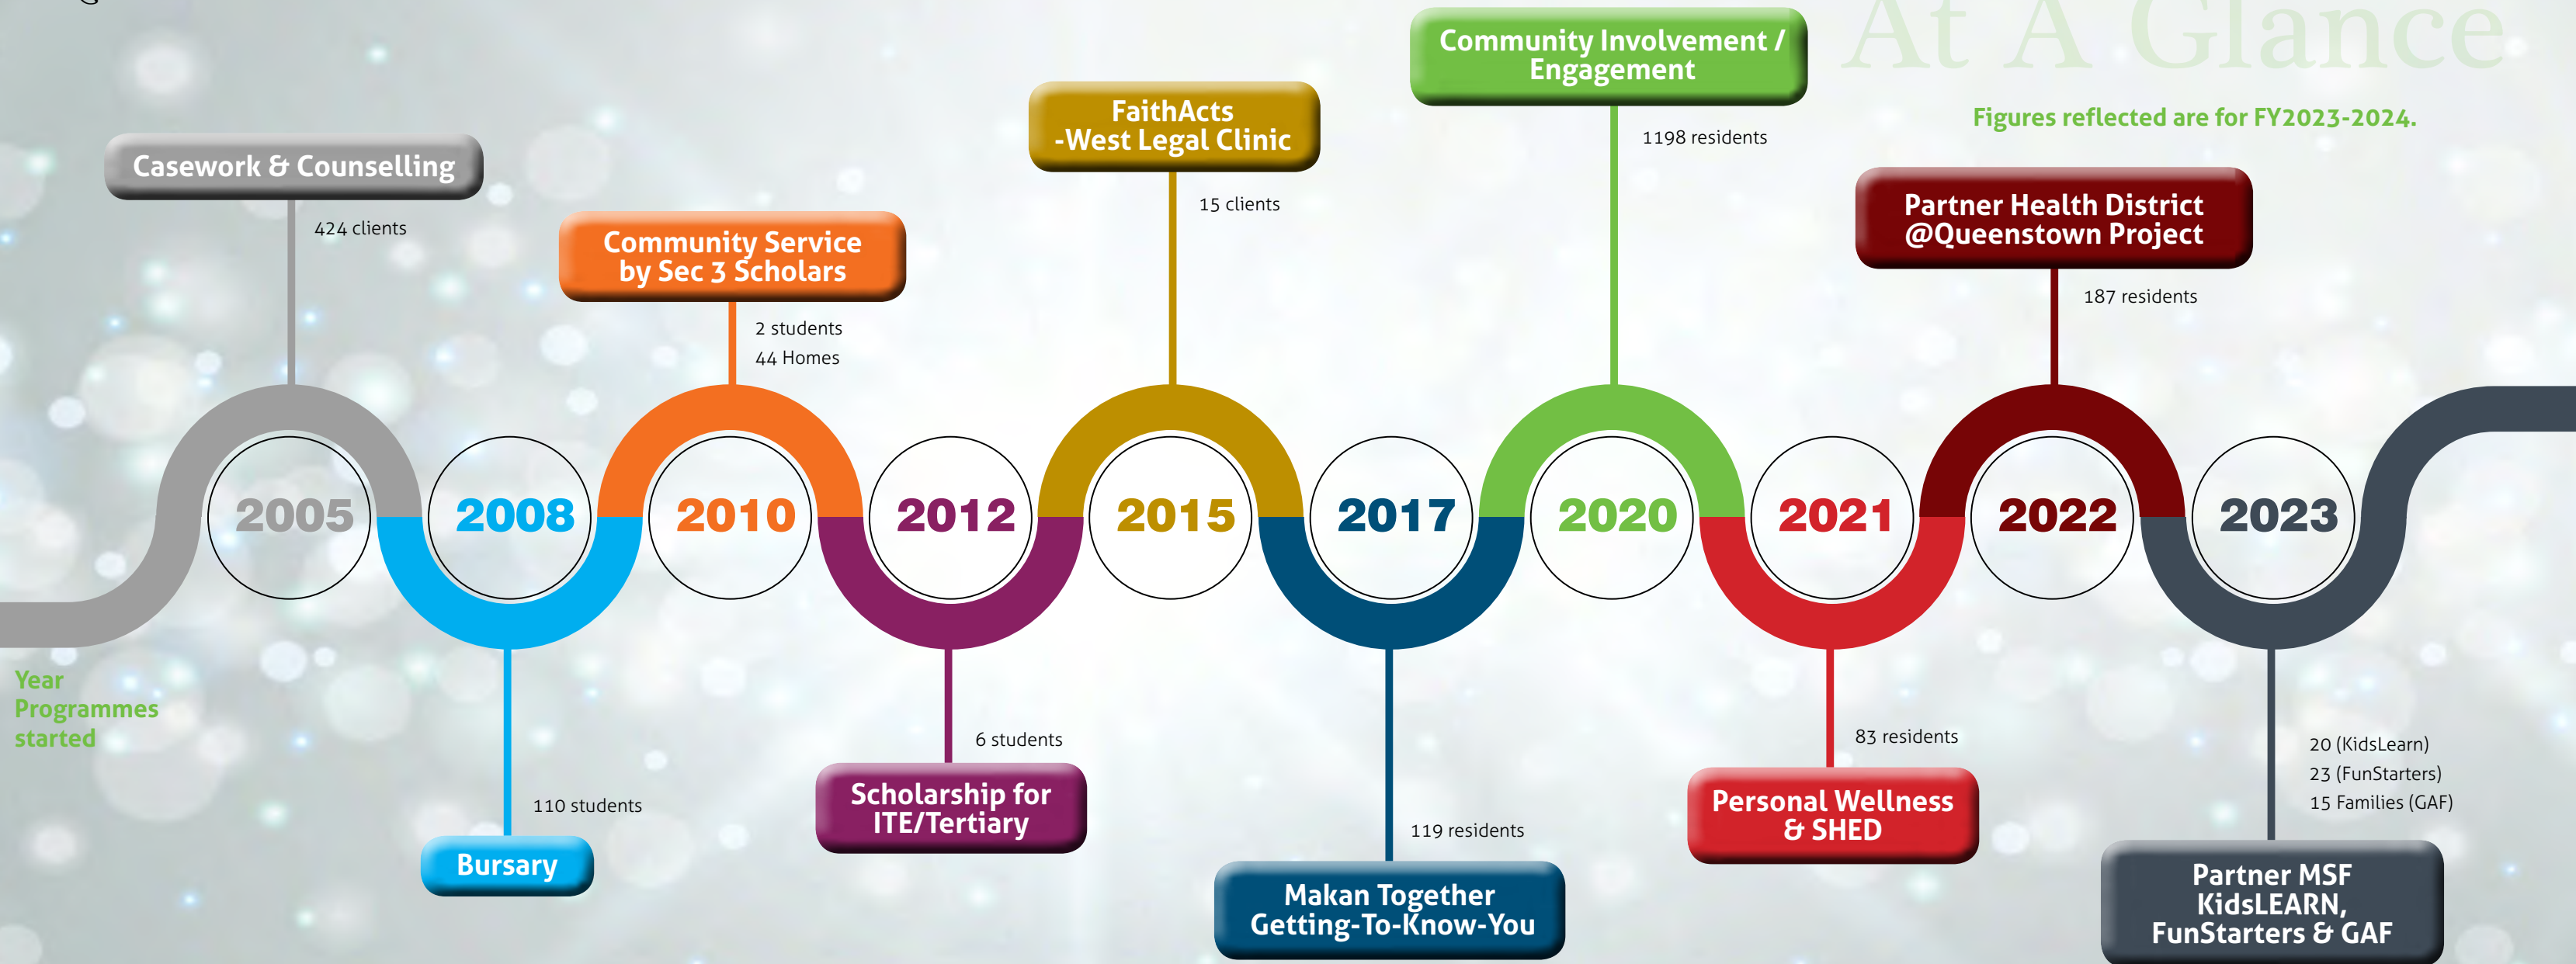 At A Glance
Figures reflected are for FY2023-2024.
Casework & Counselling
424 clients
Community Service
by Sec 3 Scholars
2 students
44 Homes
FaithActs
-West Legal Clinic
15 clients
Community Involvement /
Engagement
1198 residents
Partner Health District
@Queenstown Project
187 residents
2005
2008
2010
2012
2015
2017
2020
2021
2022
2023
Year
Programmes
started
110 students
Bursary
6 students
Scholarship for
ITE/Tertiary
119 residents
Makan Together
Getting-To-Know-You
83 residents
Personal Wellness
& SHED
20 (KidsLearn)
23 (FunStarters)
15 Families (GAF)
Partner MSF
KidsLEARN,
FunStarters & GAF